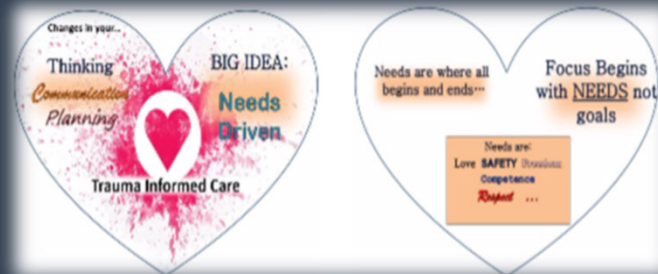 Changes in your...
Thinking
Communication
Planning
BIG IDEA:
Needs
Driven
Trauma Informed Care
Needs are where all
begins and ends…
Focus Begins
with NEEDS not
goals
Needs are:
Love SAFETY Freedom
Competence
Respect ...